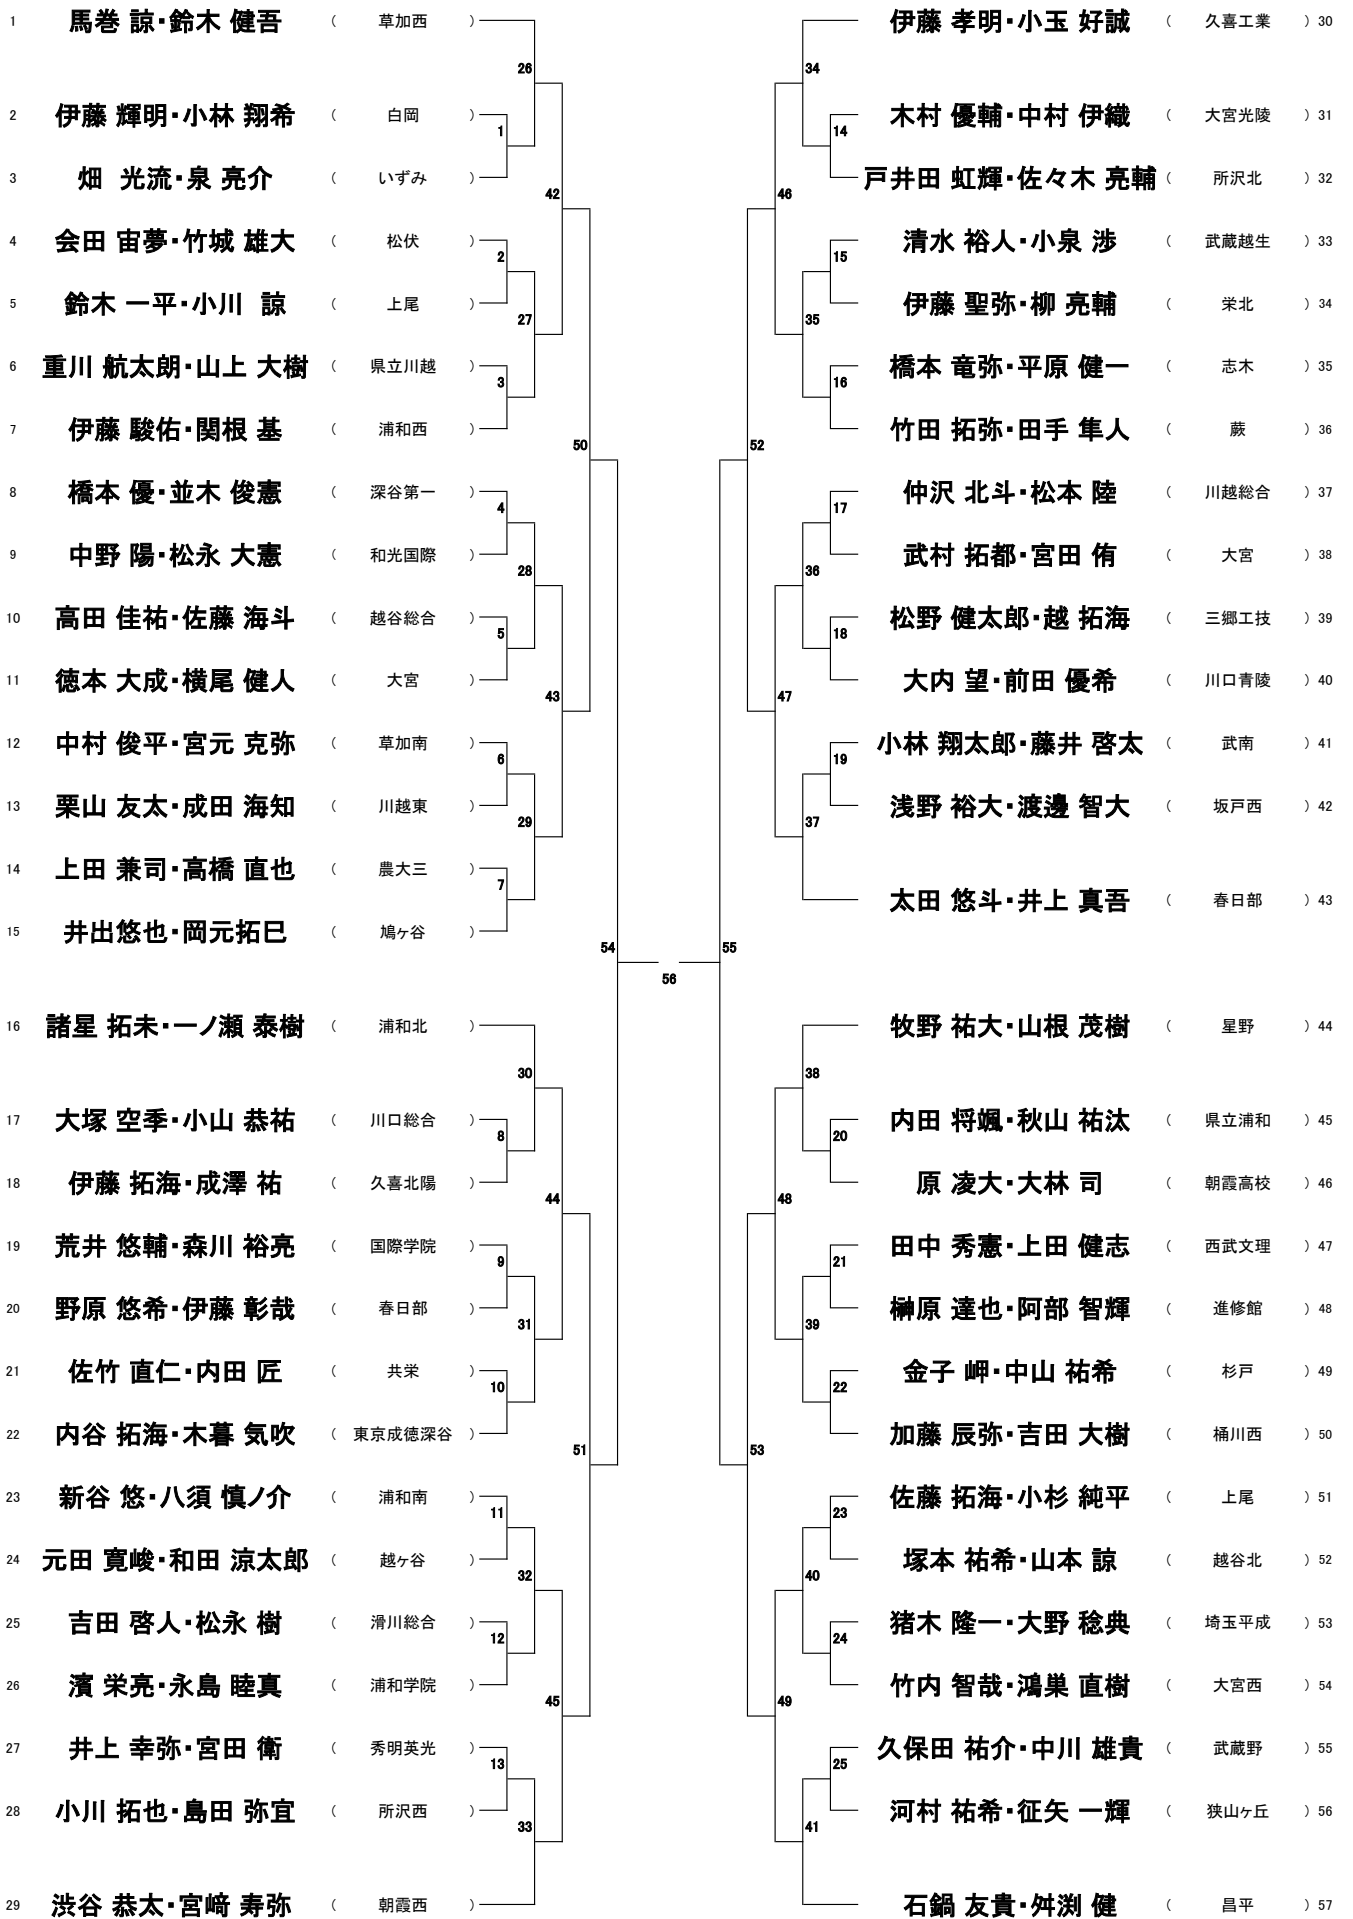 1 馬巻 諒・鈴木 健吾 （ 草加西 ）
26
2 伊藤 輝明・小林 翔希 （ 白岡 ）
1
3 畑 光流・泉 亮介 （ いずみ ）
42
4 会田 宙夢・竹城 雄大 （ 松伏 ）
2
5 鈴木 一平・小川 諒 （ 上尾 ）
27
6 重川 航太朗・山上 大樹 （ 県立川越 ）
3
7 伊藤 駿佑・関根 基 （ 浦和西 ）
50
8 橋本 優・並木 俊憲 （ 深谷第一 ）
4
9 中野 陽・松永 大憲 （ 和光国際 ）
28
10 高田 佳祐・佐藤 海斗 （ 越谷総合 ）
5
11 徳本 大成・横尾 健人 （ 大宮 ）
43
12 中村 俊平・宮元 克弥 （ 草加南 ）
6
13 栗山 友太・成田 海知 （ 川越東 ）
29
14 上田 兼司・高橋 直也 （ 農大三 ）
7
15 井出悠也・岡元拓巳 （ 鳩ヶ谷 ）
54
16 諸星 拓未・一ノ瀬 泰樹 （ 浦和北 ）
30
17 大塚 空季・小山 恭祐 （ 川口総合 ）
8
18 伊藤 拓海・成澤 祐 （ 久喜北陽 ）
44
19 荒井 悠輔・森川 裕亮 （ 国際学院 ）
9
20 野原 悠希・伊藤 彰哉 （ 春日部 ）
31
21 佐竹 直仁・内田 匠 （ 共栄 ）
10
22 内谷 拓海・木暮 気吹 （ 東京成徳深谷 ）
51
23 新谷 悠・八須 慎ノ介 （ 浦和南 ）
11
24 元田 寛峻・和田 涼太郎 （ 越ヶ谷 ）
32
25 吉田 啓人・松永 樹 （ 滑川総合 ）
12
26 濱 栄亮・永島 睦真 （ 浦和学院 ）
45
27 井上 幸弥・宮田 衛 （ 秀明英光 ）
13
28 小川 拓也・島田 弥宜 （ 所沢西 ）
33
29 渋谷 恭太・宮﨑 寿弥 （ 朝霞西 ）
56
伊藤 孝明・小玉 好誠 （ 久喜工業 ） 30
34
木村 優輔・中村 伊織 （ 大宮光陵 ） 31
14
戸井田 虹輝・佐々木 亮輔 （ 所沢北 ） 32
46
清水 裕人・小泉 渉 （ 武蔵越生 ） 33
15
伊藤 聖弥・柳 亮輔 （ 栄北 ） 34
35
橋本 竜弥・平原 健一 （ 志木 ） 35
16
竹田 拓弥・田手 隼人 （ 蕨 ） 36
52
仲沢 北斗・松本 陸 （ 川越総合 ） 37
17
武村 拓都・宮田 侑 （ 大宮 ） 38
36
松野 健太郎・越 拓海 （ 三郷工技 ） 39
18
大内 望・前田 優希 （ 川口青陵 ） 40
47
小林 翔太郎・藤井 啓太 （ 武南 ） 41
19
浅野 裕大・渡邊 智大 （ 坂戸西 ） 42
37
太田 悠斗・井上 真吾 （ 春日部 ） 43
55
牧野 祐大・山根 茂樹 （ 星野 ） 44
38
内田 将颯・秋山 祐汰 （ 県立浦和 ） 45
20
原 凌大・大林 司 （ 朝霞高校 ） 46
48
田中 秀憲・上田 健志 （ 西武文理 ） 47
21
榊原 達也・阿部 智輝 （ 進修館 ） 48
39
金子 岬・中山 祐希 （ 杉戸 ） 49
22
加藤 辰弥・吉田 大樹 （ 桶川西 ） 50
53
佐藤 拓海・小杉 純平 （ 上尾 ） 51
23
塚本 祐希・山本 諒 （ 越谷北 ） 52
40
猪木 隆一・大野 稔典 （ 埼玉平成 ） 53
24
竹内 智哉・鴻巣 直樹 （ 大宮西 ） 54
49
久保田 祐介・中川 雄貴 （ 武蔵野 ） 55
25
河村 祐希・征矢 一輝 （ 狭山ヶ丘 ） 56
41
石鍋 友貴・舛渕 健 （ 昌平 ） 57